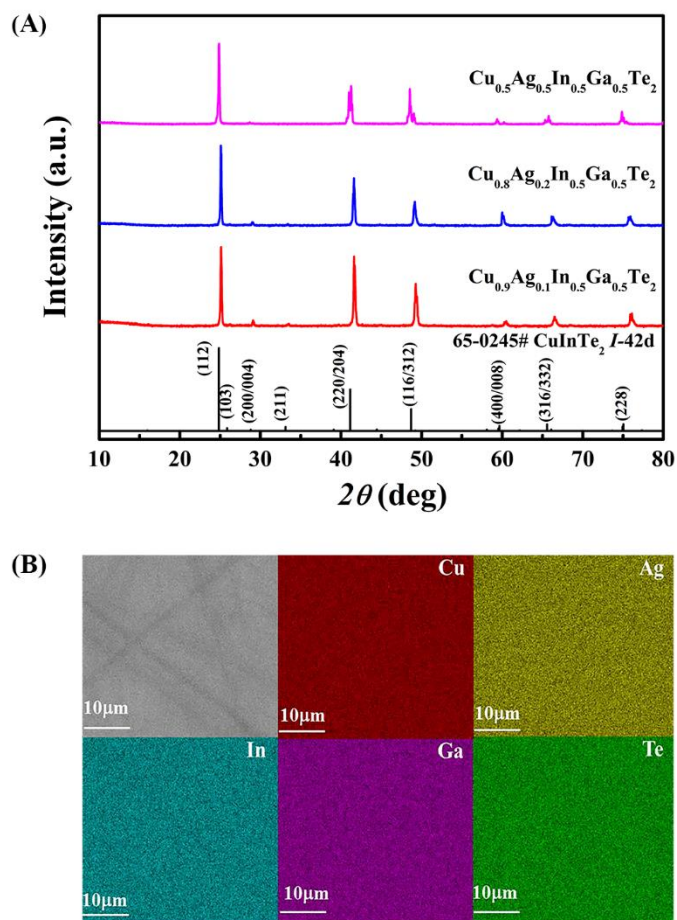 (A)
Intensity (a.u.)
Cu0.5Ag0.5In0.5Ga0.5Te2
Cu0.8Ag0.2In0.5Ga0.5Te2
Cu0.9Ag0.1In0.5Ga0.5Te2
65-0245# CuInTe2 I-42d
(112)
(103)
(200/004)
(211)
(220/204)
(116/312)
(400/008)
(316/332)
(228)
10 20 30 40 50 60 70 80
2θ (deg)
(B)
Cu
Ag
10μm
10μm
10μm
In
Ga
Te
10μm
10μm
10μm